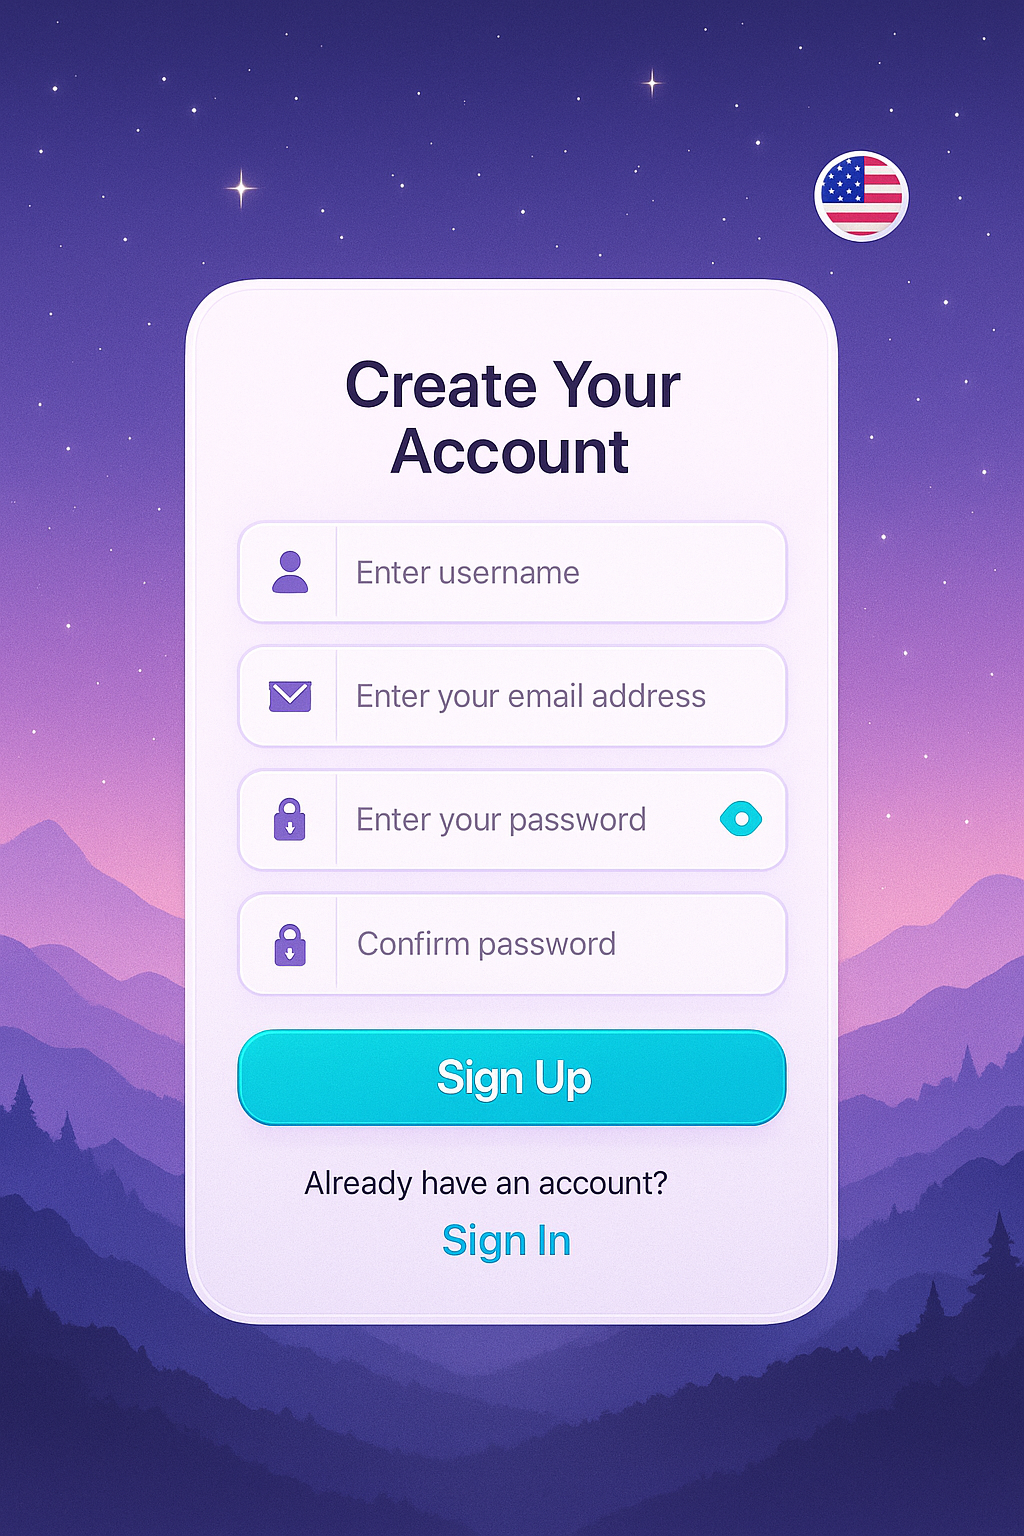 Create Your
Account
Enter username
Enter your email address
Enter your password
Confirm password
Sign Up
Already have an account?
Sign In